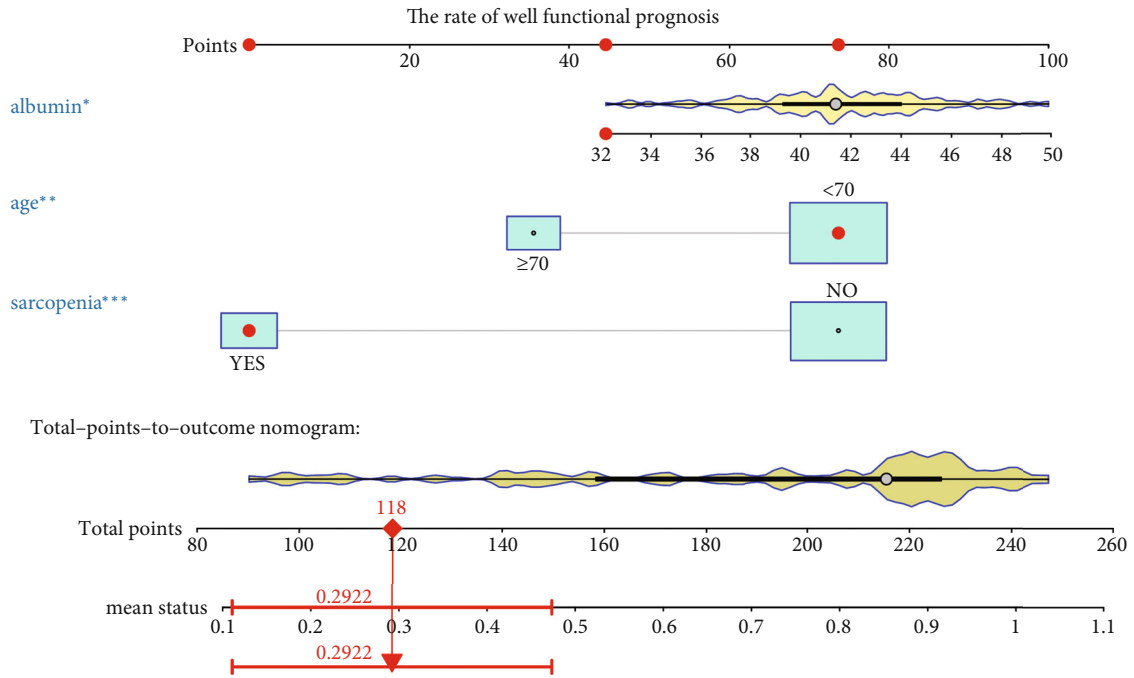 The rate of well functional prognosis
Points
20 40 60 80 100
albumin*
32 34 36 38 40 42 44 46 48 50
age**
<70
≥70
sarcopenia***
NO
YES
Total–points–to–outcome nomogram:
118
Total points
80 100 120 140 160 180 200 220 240 260
0.2922
mean status
0.1 0.2 0.3 0.4 0.5 0.6 0.7 0.8 0.9 1 1.1
0.2922